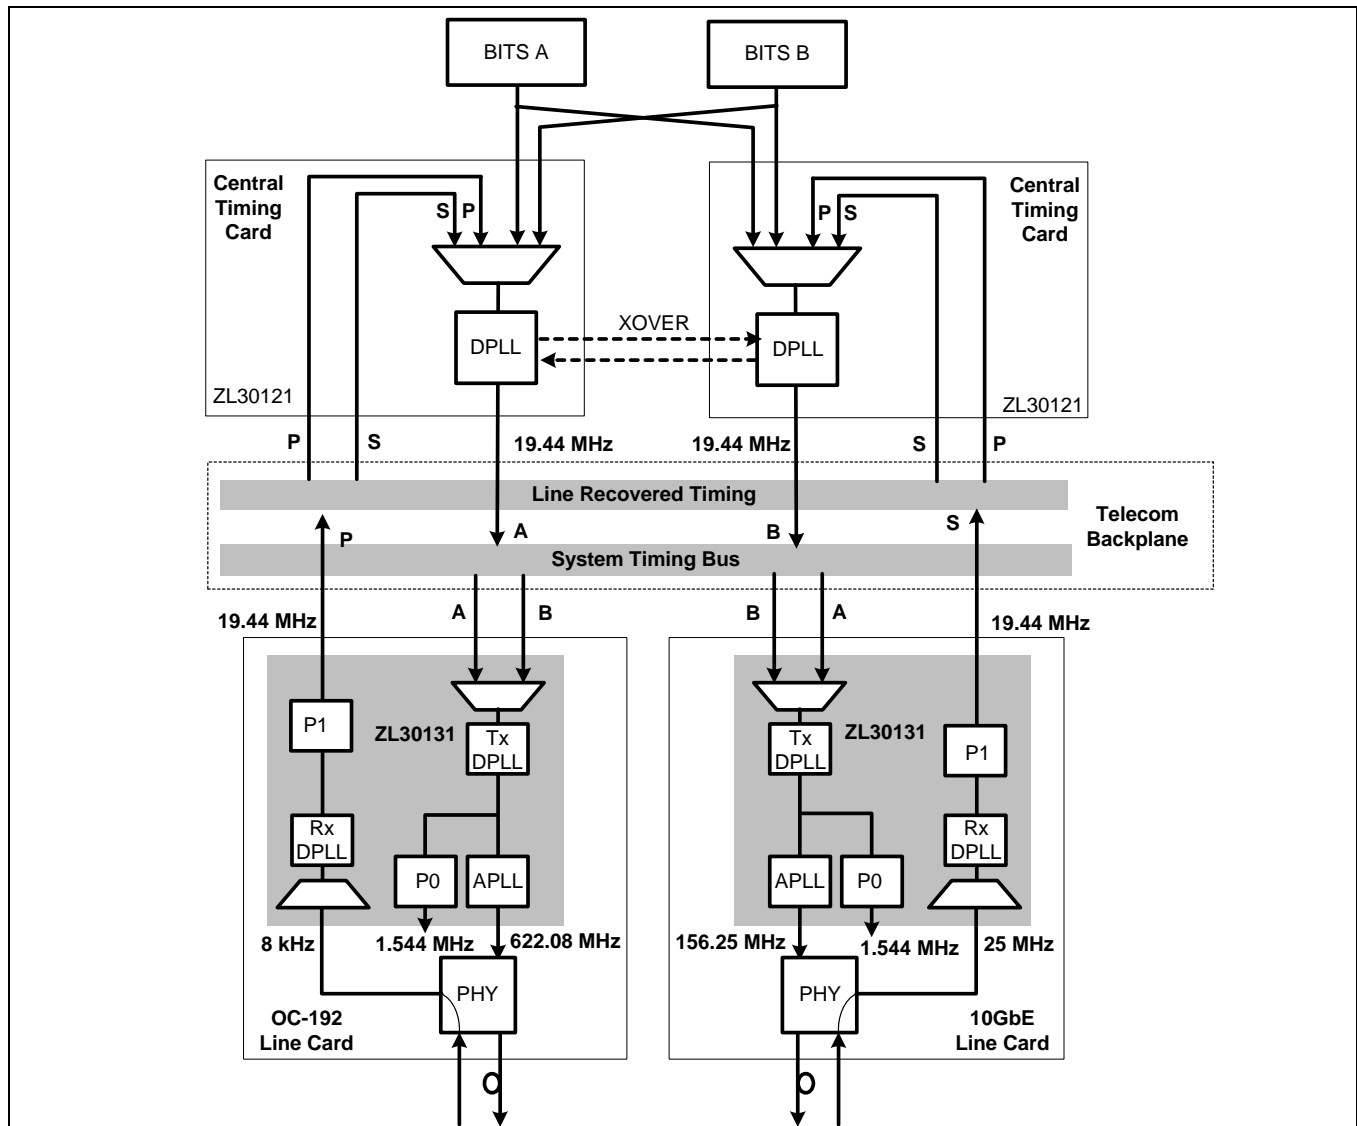 BITS A
BITS B
Central
Timing
Card
S P
P S
Central
Timing
Card
XOVER
DPLL
DPLL
ZL30121
ZL30121
P
S
19.44 MHz
19.44 MHz
S
P
Line Recovered Timing
P
A
B
S
Telecom
Backplane
System Timing Bus
A
B
B
A
19.44 MHz
19.44 MHz
P1
ZL30131
Tx
DPLL
Tx
DPLL
ZL30131
P1
Rx
DPLL
Rx
DPLL
P0
APLL
APLL
P0
8 kHz
1.544 MHz
622.08 MHz
156.25 MHz
1.544 MHz
25 MHz
PHY
PHY
OC-192
Line Card
10GbE
Line Card